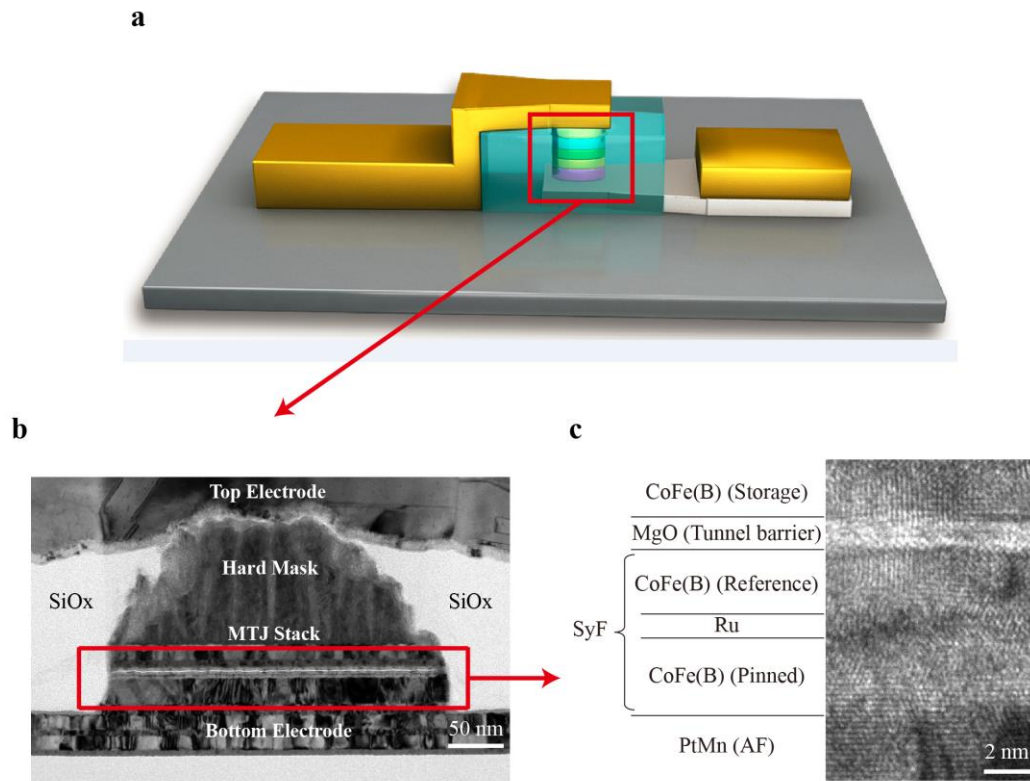 a
b
Top Electrode
Hard Mask
SiOx
SiOx
MTJ Stack
Bottom Electrode
50 nm
c
CoFe(B) (Storage)
MgO (Tunnel barrier)
CoFe(B) (Reference)
SyF
Ru
CoFe(B) (Pinned)
PtMn (AF)
2 nm